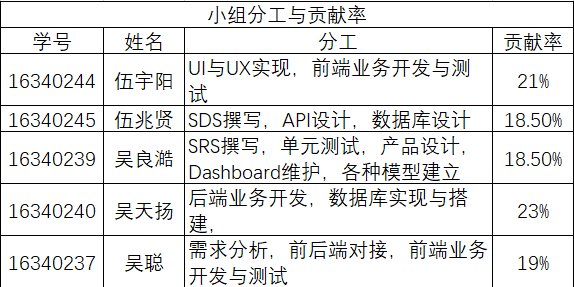 小组分工与贡献率
学号 姓名 分工 贡献率
16340244 伍宇阳 UI与UX实现，前端业务开发与测
试 21%
16340245 伍兆贤 SDS撰写，API设计，数据库设计 18.50%
16340239 吴良澔 SRS撰写，单元测试，产品设计，
Dashboard维护，各种模型建立 18.50%
16340240 吴天扬 后端业务开发，数据库实现与搭
建， 23%
16340237 吴聪 需求分析，前后端对接，前端业务
开发与测试 19%